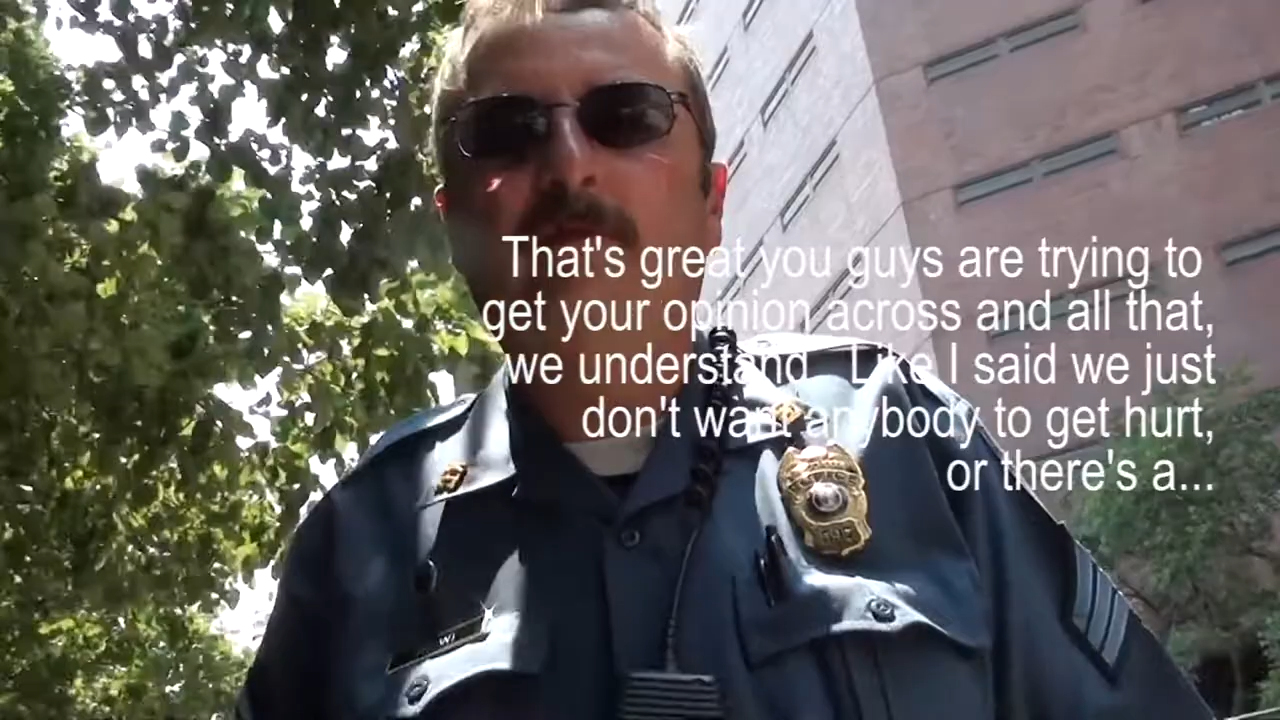 That's great you guys are trying to
get your opinion across and all that,
we understand. Like I said we just
don't want anybody to get hurt,
or there's a...